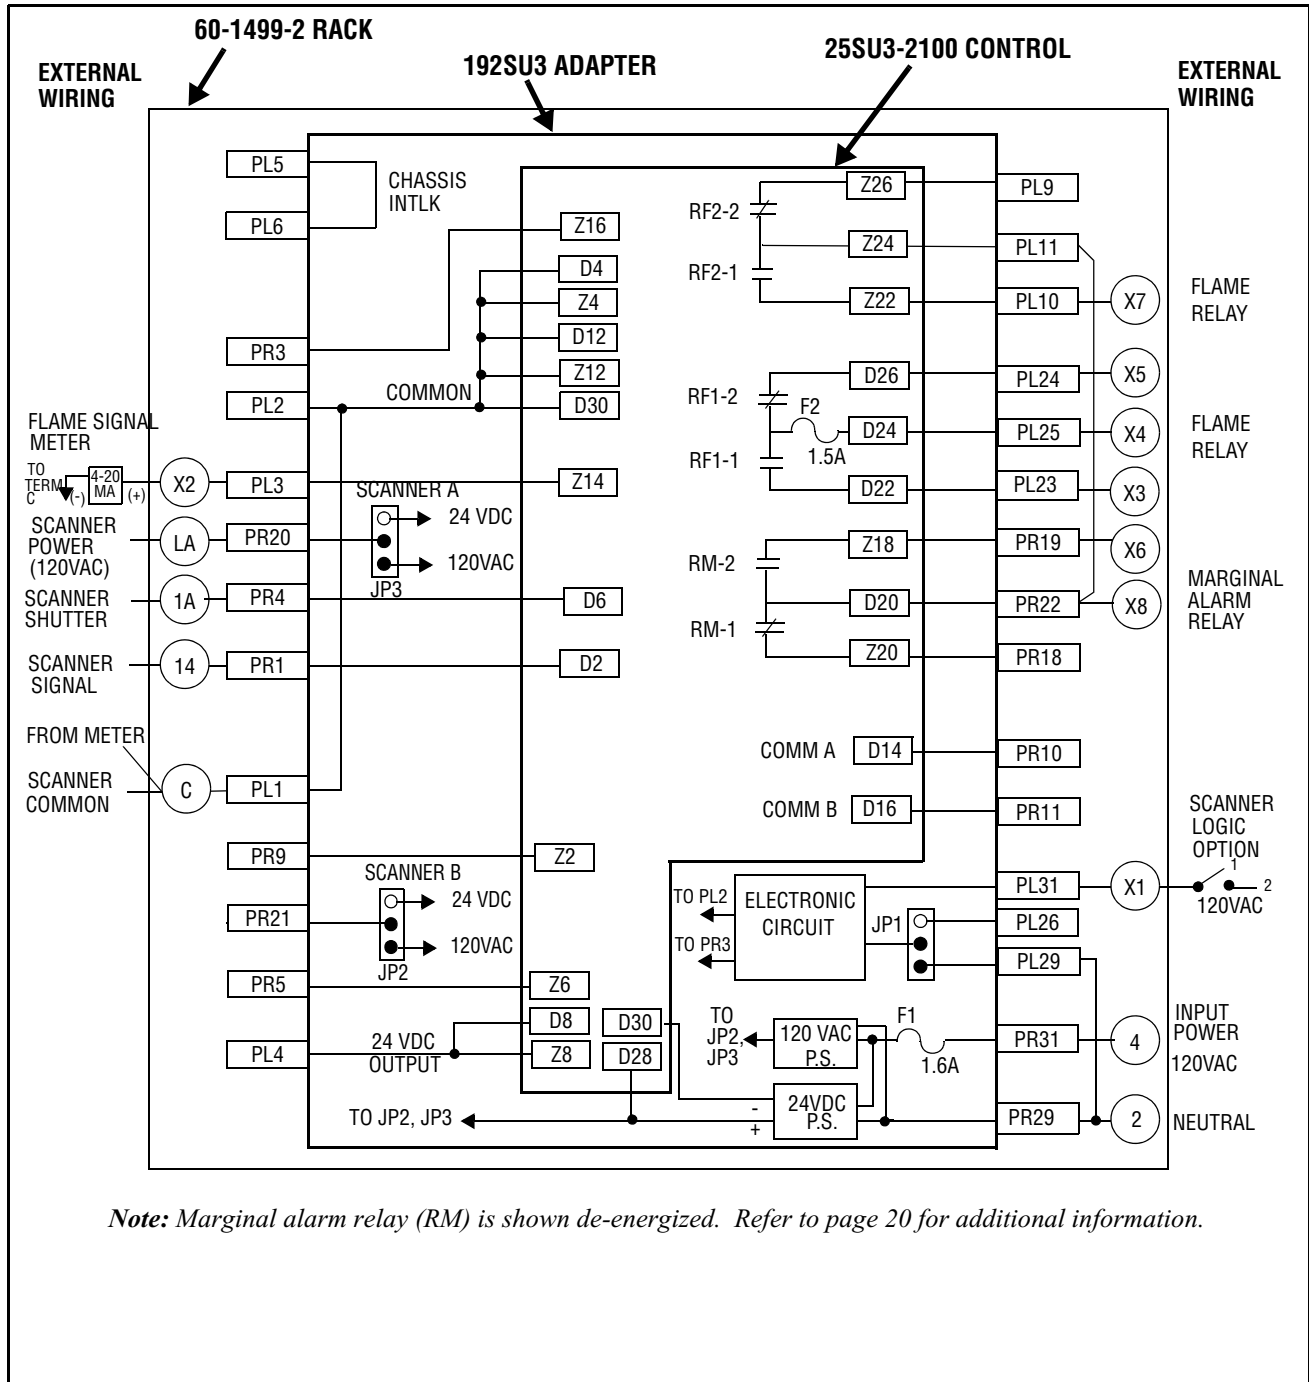 60-1499-2 RACK
192SU3 ADAPTER
25SU3-2100 CONTROL
EXTERNAL
WIRING
EXTERNAL
WIRING
PL5
PL6
CHASSIS
INTLK
PR3
PL2
COMMON
FLAME SIGNAL
METER
TO
TERM
C
(-)
4-20
MA
(+)
X2
PL3
SCANNER
POWER
(120VAC)
LA
PR20
SCANNER A
24 VDC
120VAC
JP3
SCANNER
SHUTTER
1A
PR4
SCANNER
SIGNAL
14
PR1
FROM METER
SCANNER
COMMON
C
PL1
PR9
SCANNER B
24 VDC
120VAC
JP2
PR21
PR5
PL4
24 VDC
OUTPUT
TO JP2, JP3
Z16
D4
Z4
D12
Z12
D30
Z14
D6
D2
Z2
Z6
D8
Z8
D30
D28
RF2-2
RF2-1
Z26
Z24
Z22
PL9
PL11
PL10
X7
FLAME
RELAY
RF1-2
RF1-1
F2
1.5A
D26
D24
D22
PL24
PL25
PL23
X5
X4
X3
FLAME
RELAY
RM-2
RM-1
Z18
D20
Z20
PR19
PR22
PR18
X6
X8
MARGINAL
ALARM
RELAY
COMM A
D14
PR10
COMM B
D16
PR11
TO PL2
TO PR3
ELECTRONIC
CIRCUIT
JP1
PL31
PL26
PL29
X1
SCANNER
LOGIC
OPTION
1
2
120VAC
TO
JP2,
JP3
120 VAC
P.S.
F1
1.6A
PR31
4
INPUT
POWER
120VAC
-
+
24VDC
P.S.
PR29
2
NEUTRAL
Note: Marginal alarm relay (RM) is shown de-energized. Refer to page 20 for additional information.